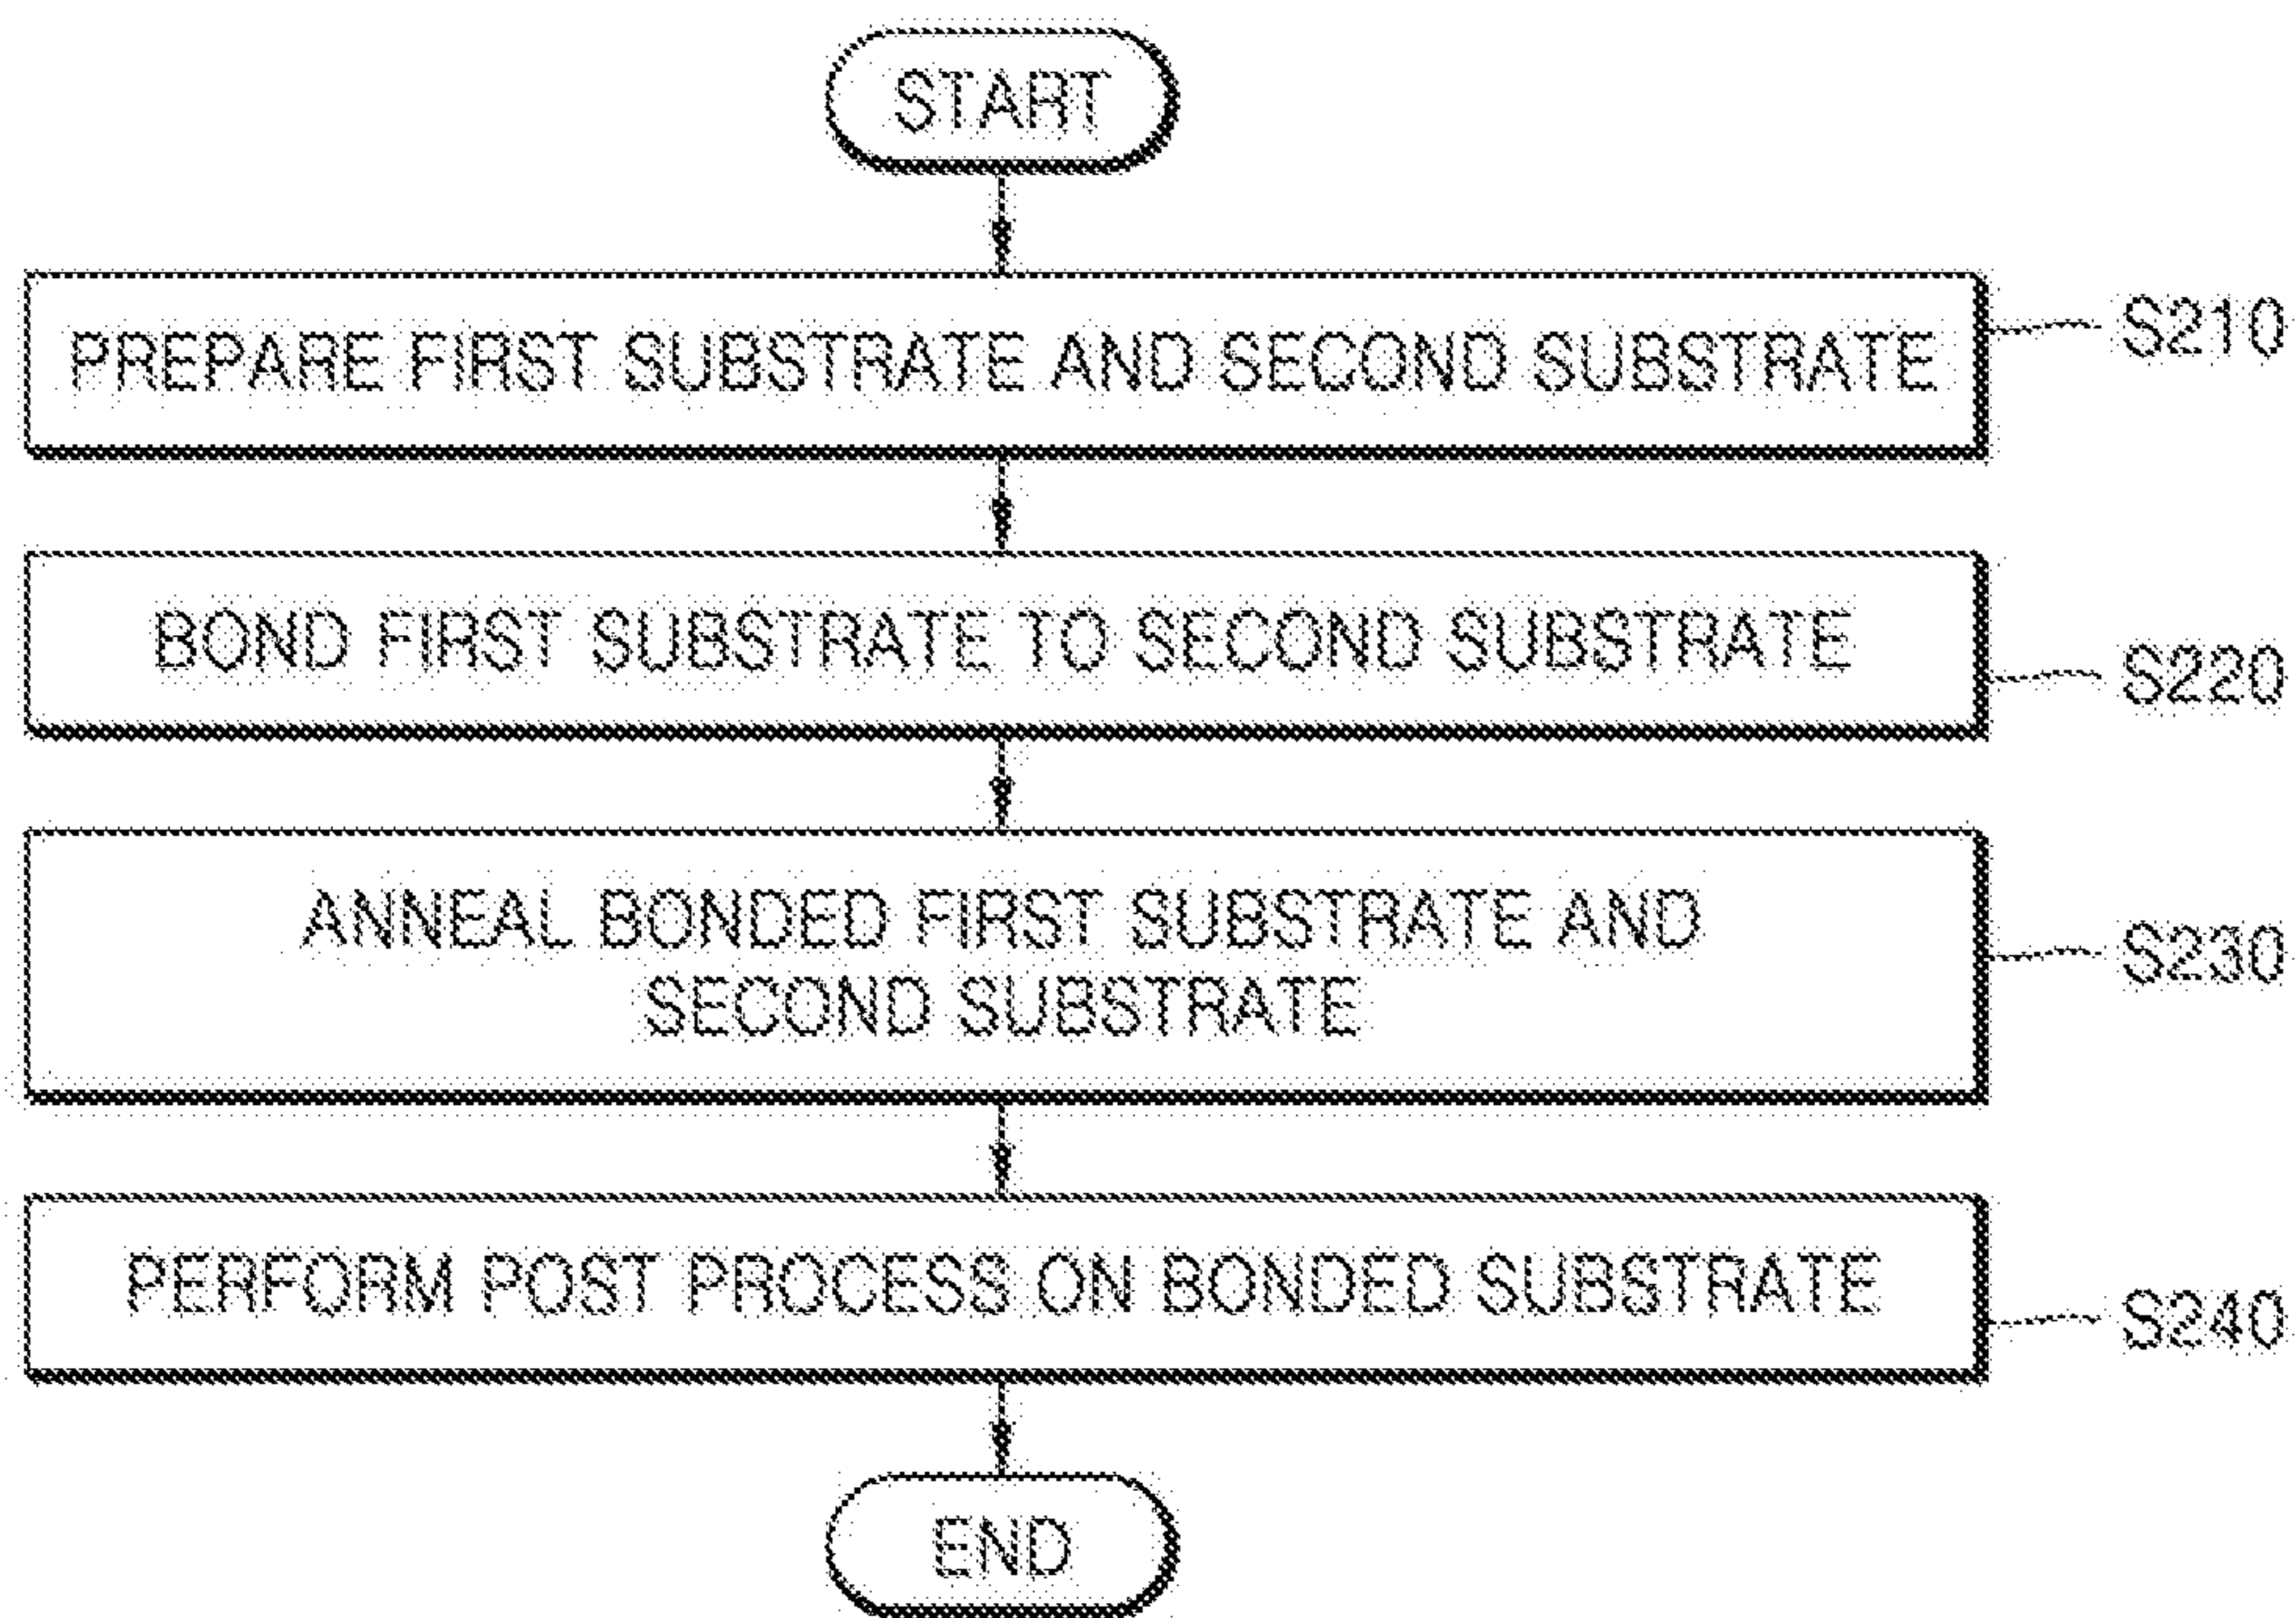 START
PREPARE FIRST SUBSTRATE AND SECOND SUBSTRATE
S210
BOND FIRST SUBSTRATE TO SECOND SUBSTRATE
S220
ANNEAL BONDED FIRST SUBSTRATE AND
SECOND SUBSTRATE
S230
PERFORM POST PROCESS ON BONDED SUBSTRATE
S240
END